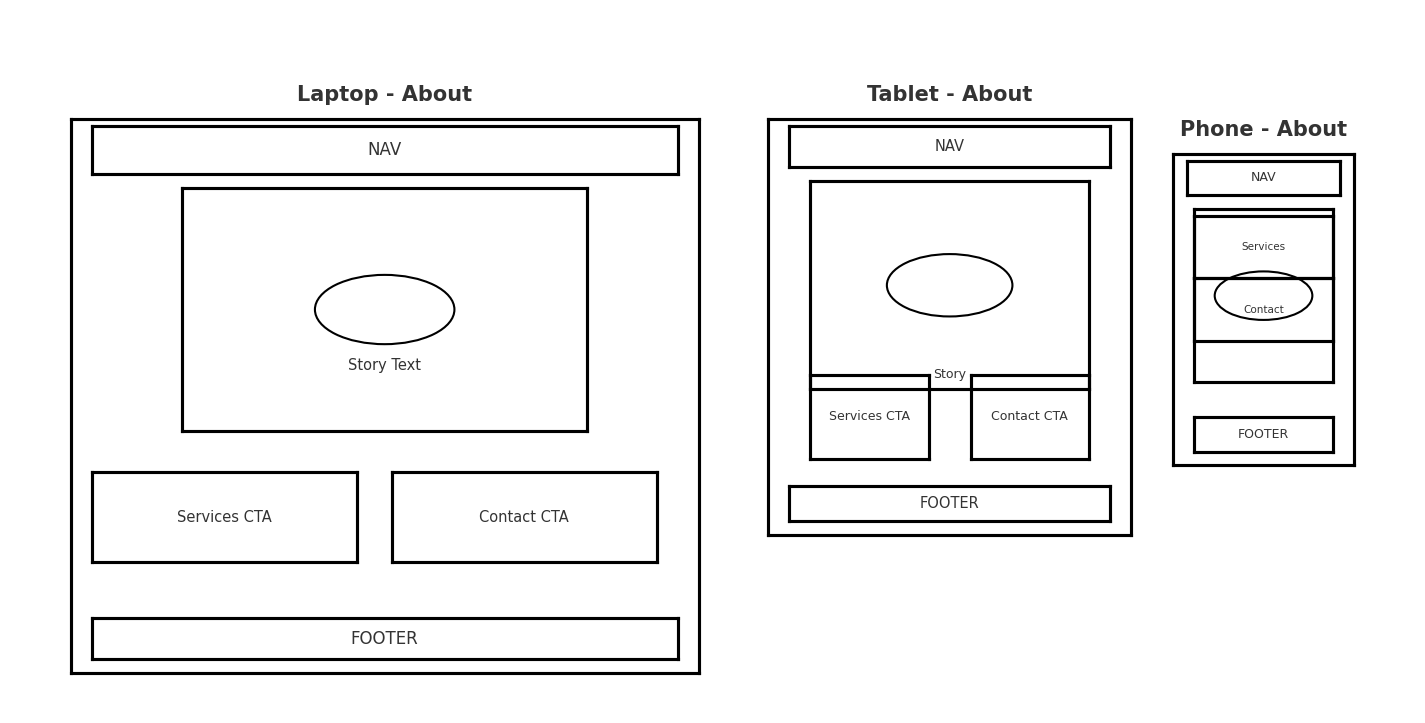 Laptop - About
NAV
Story Text
Services CTA
Contact CTA
FOOTER
Tablet - About
NAV
Story
Services CTA
Contact CTA
FOOTER
Phone - About
NAV
Services
Contact
FOOTER